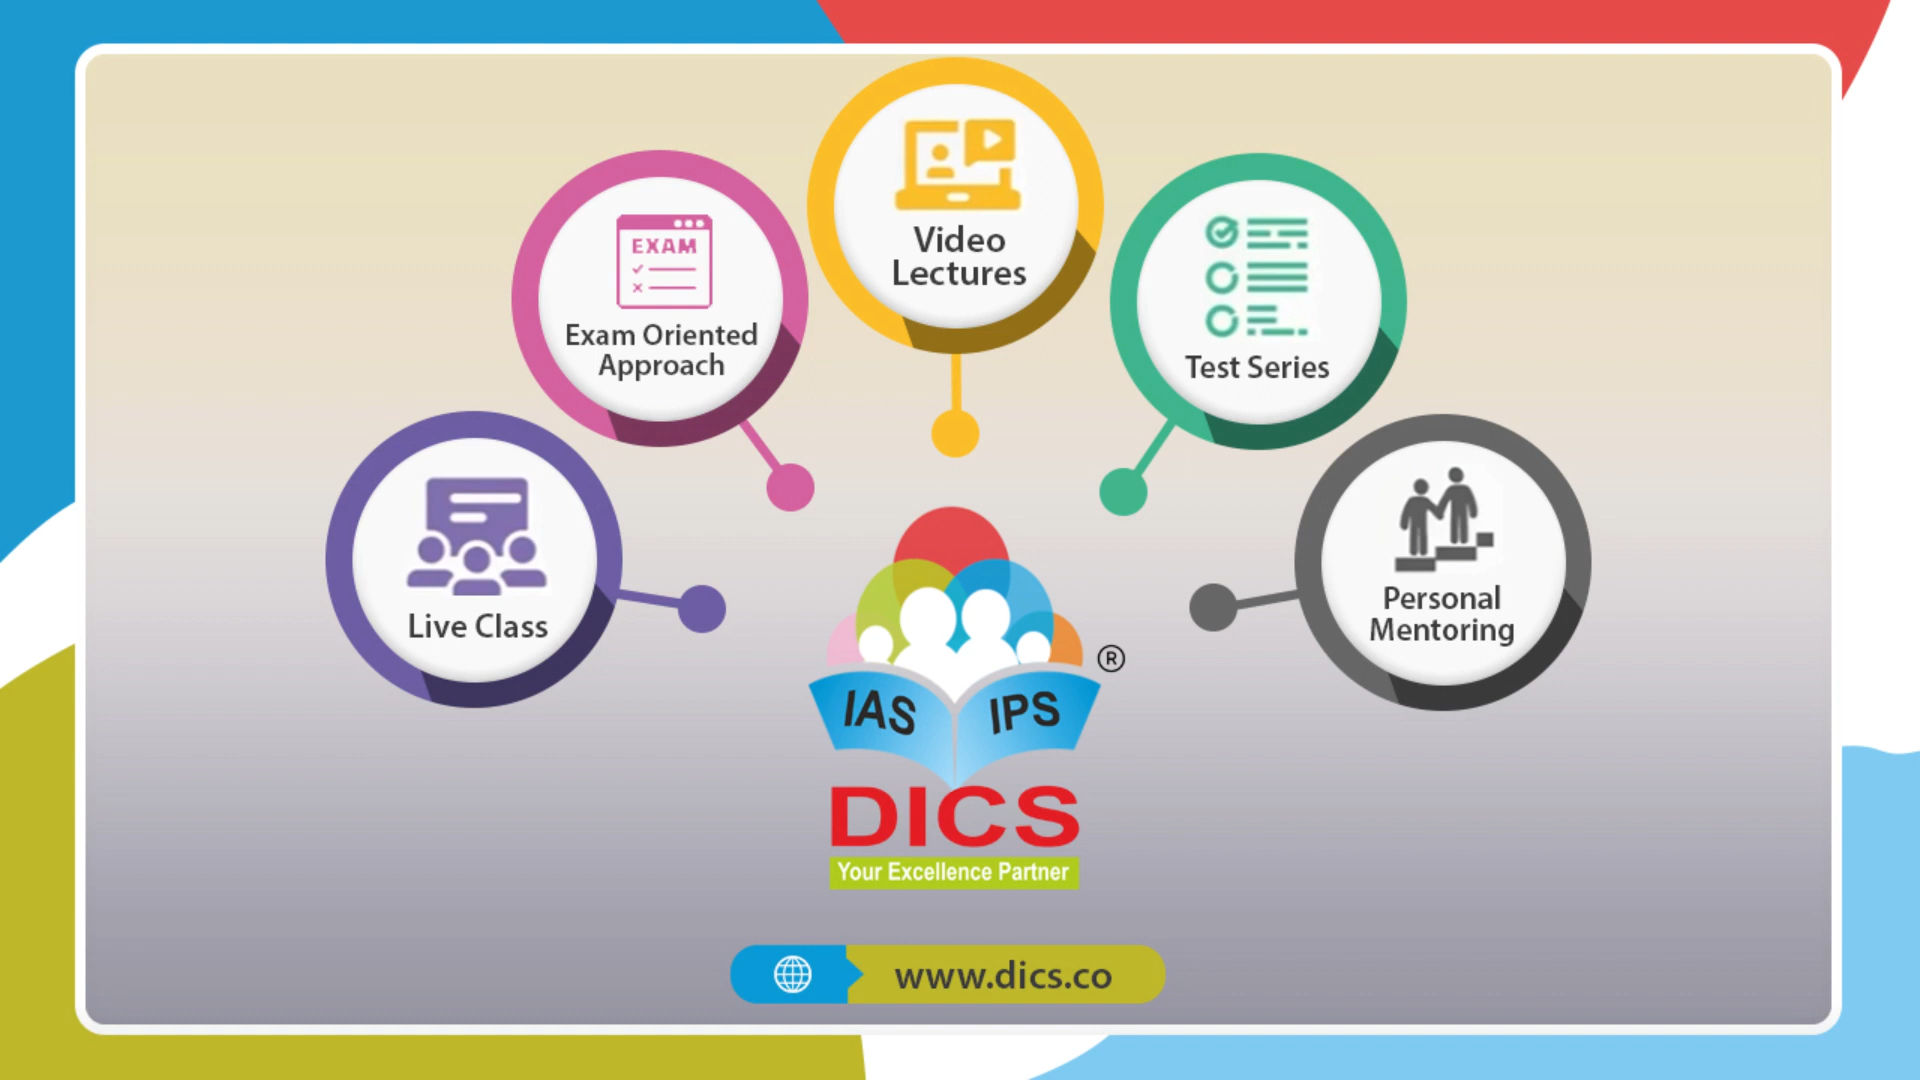 Video
Lectures
EXAM
Exam Oriented
Approach
Test Series
Live Class
Personal
Mentoring
IAS IPS
®
DICS
Your Excellence Partner
www.dics.co